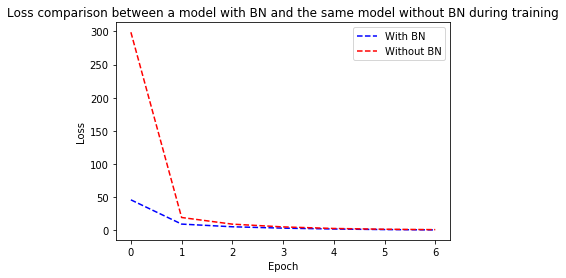 Loss comparison between a model with BN and the same model without BN during training
With BN
Without BN
300
250
200
150
100
50
0
Loss
0 1 2 3 4 5 6
Epoch